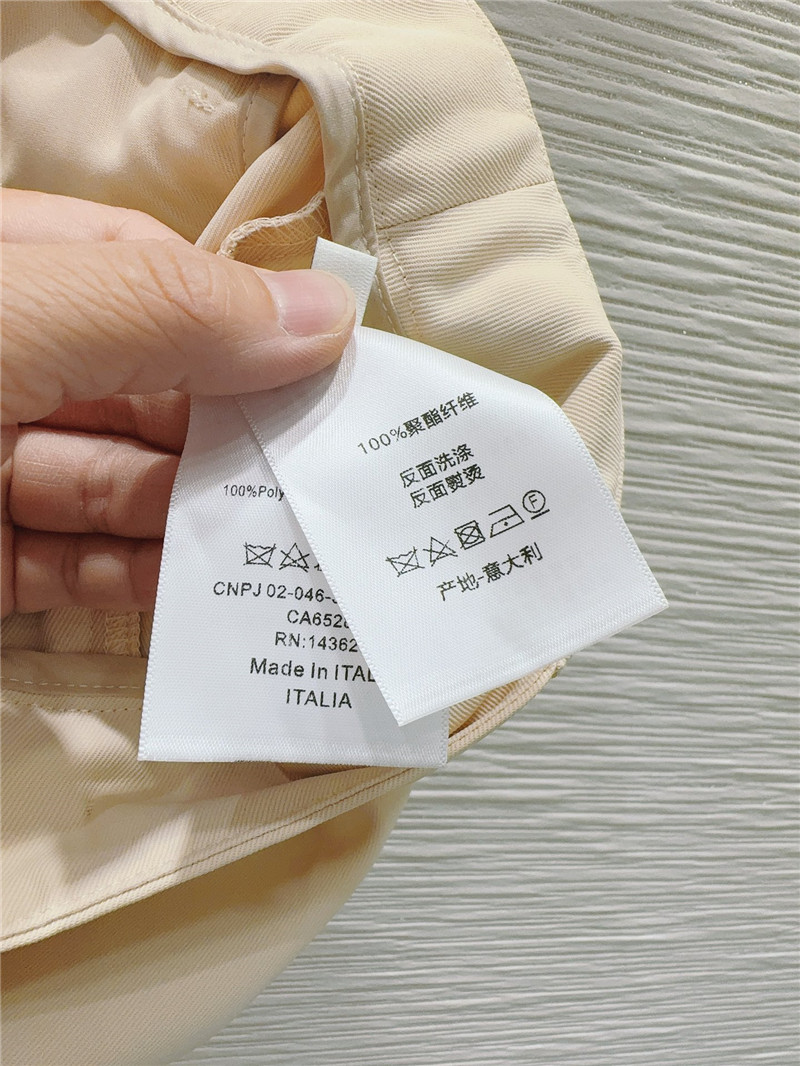 100%聚酯纤维
反面洗涤
反面熨烫
F
产地-意大利
100%Poly
CNPJ 02-046-
CA652
RN:14362
Made in ITAL
ITALIA